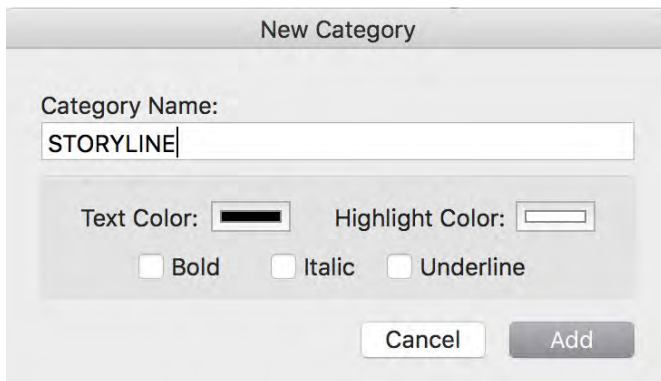 New Category
Category Name:
STORYLINE
Text Color: Highlight Color:
Bold Italic Underline
Cancel Add